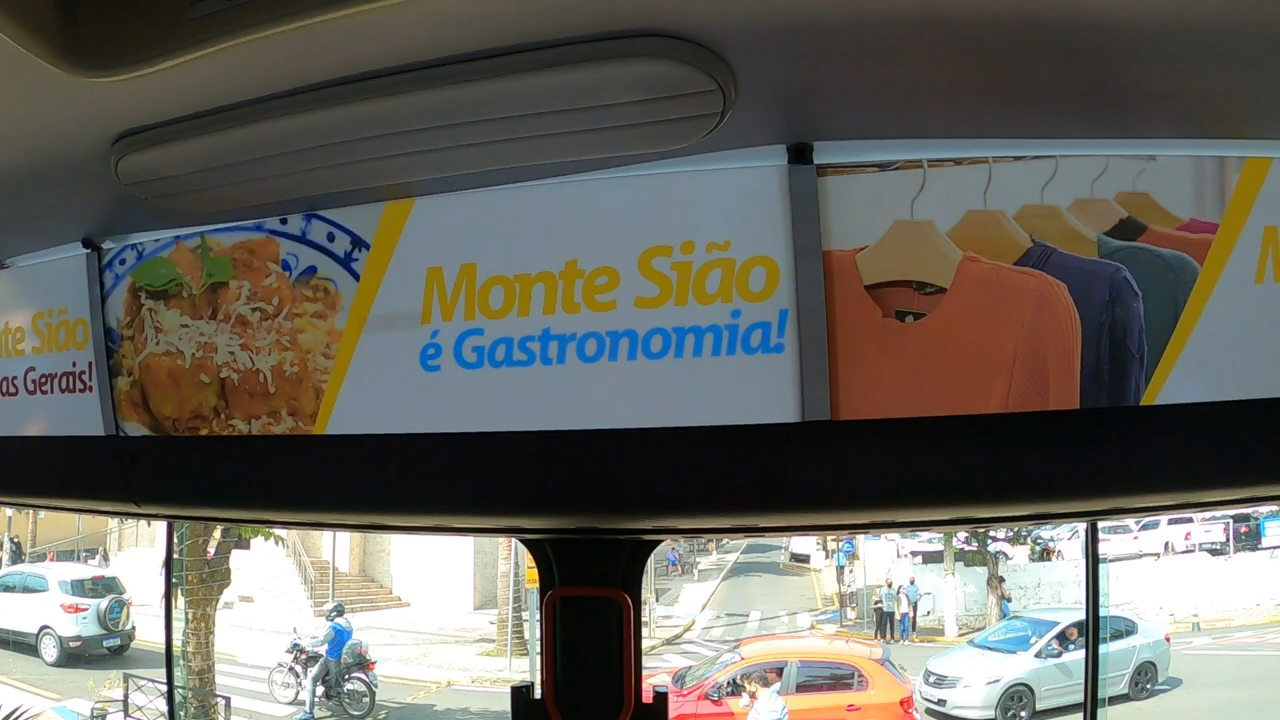 te Sião
as Gerais!
Monte Sião
é Gastronomia!
M